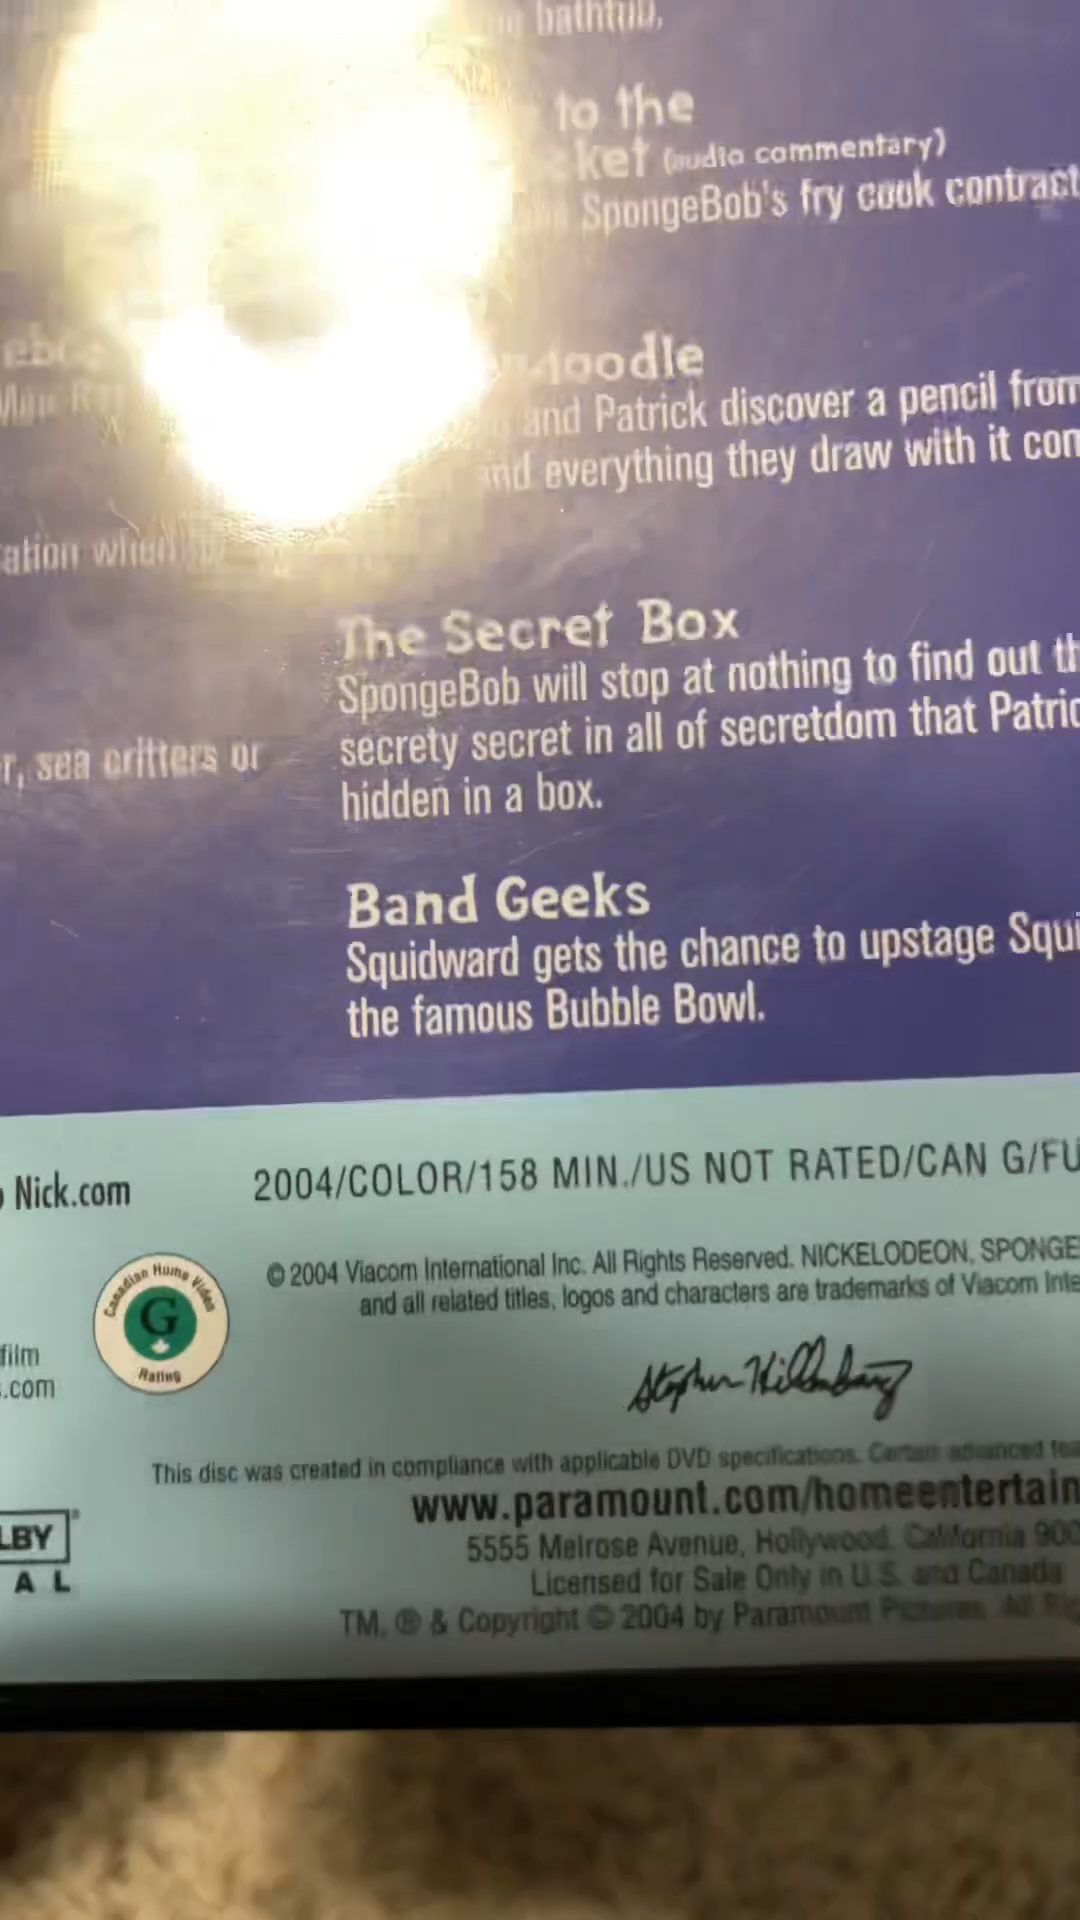 bathtub,
to the
ket (audio commentary)
SpongeBob's fry cook contract
doodle
and Patrick discover a pencil from
and everything they draw with it com
ation when
The Secret Box
SpongeBob will stop at nothing to find out th
secrety secret in all of secretdom that Patric
r, sea critters or
hidden in a box.
Band Geeks
Squidward gets the chance to upstage Squi
the famous Bubble Bowl.
Nick.com
2004/COLOR/158 MIN./US NOT RATED/CAN G/FU
© 2004 Viacom International Inc. All Rights Reserved. NICKELODEON, SPONGE
and all related titles, logos and characters are trademarks of Viacom Inte
Canadian Home Video
G
Rating
film
.com
Stephen Hillenburg
This disc was created in compliance with applicable DVD specifications. Certain advanced fea
www.paramount.com/homeentertain
LBY
5555 Melrose Avenue, Hollywood, California 900
A L
Licensed for Sale Only in U.S. and Canada
TM, ® & Copyright © 2004 by Paramount Pictures. All Rig